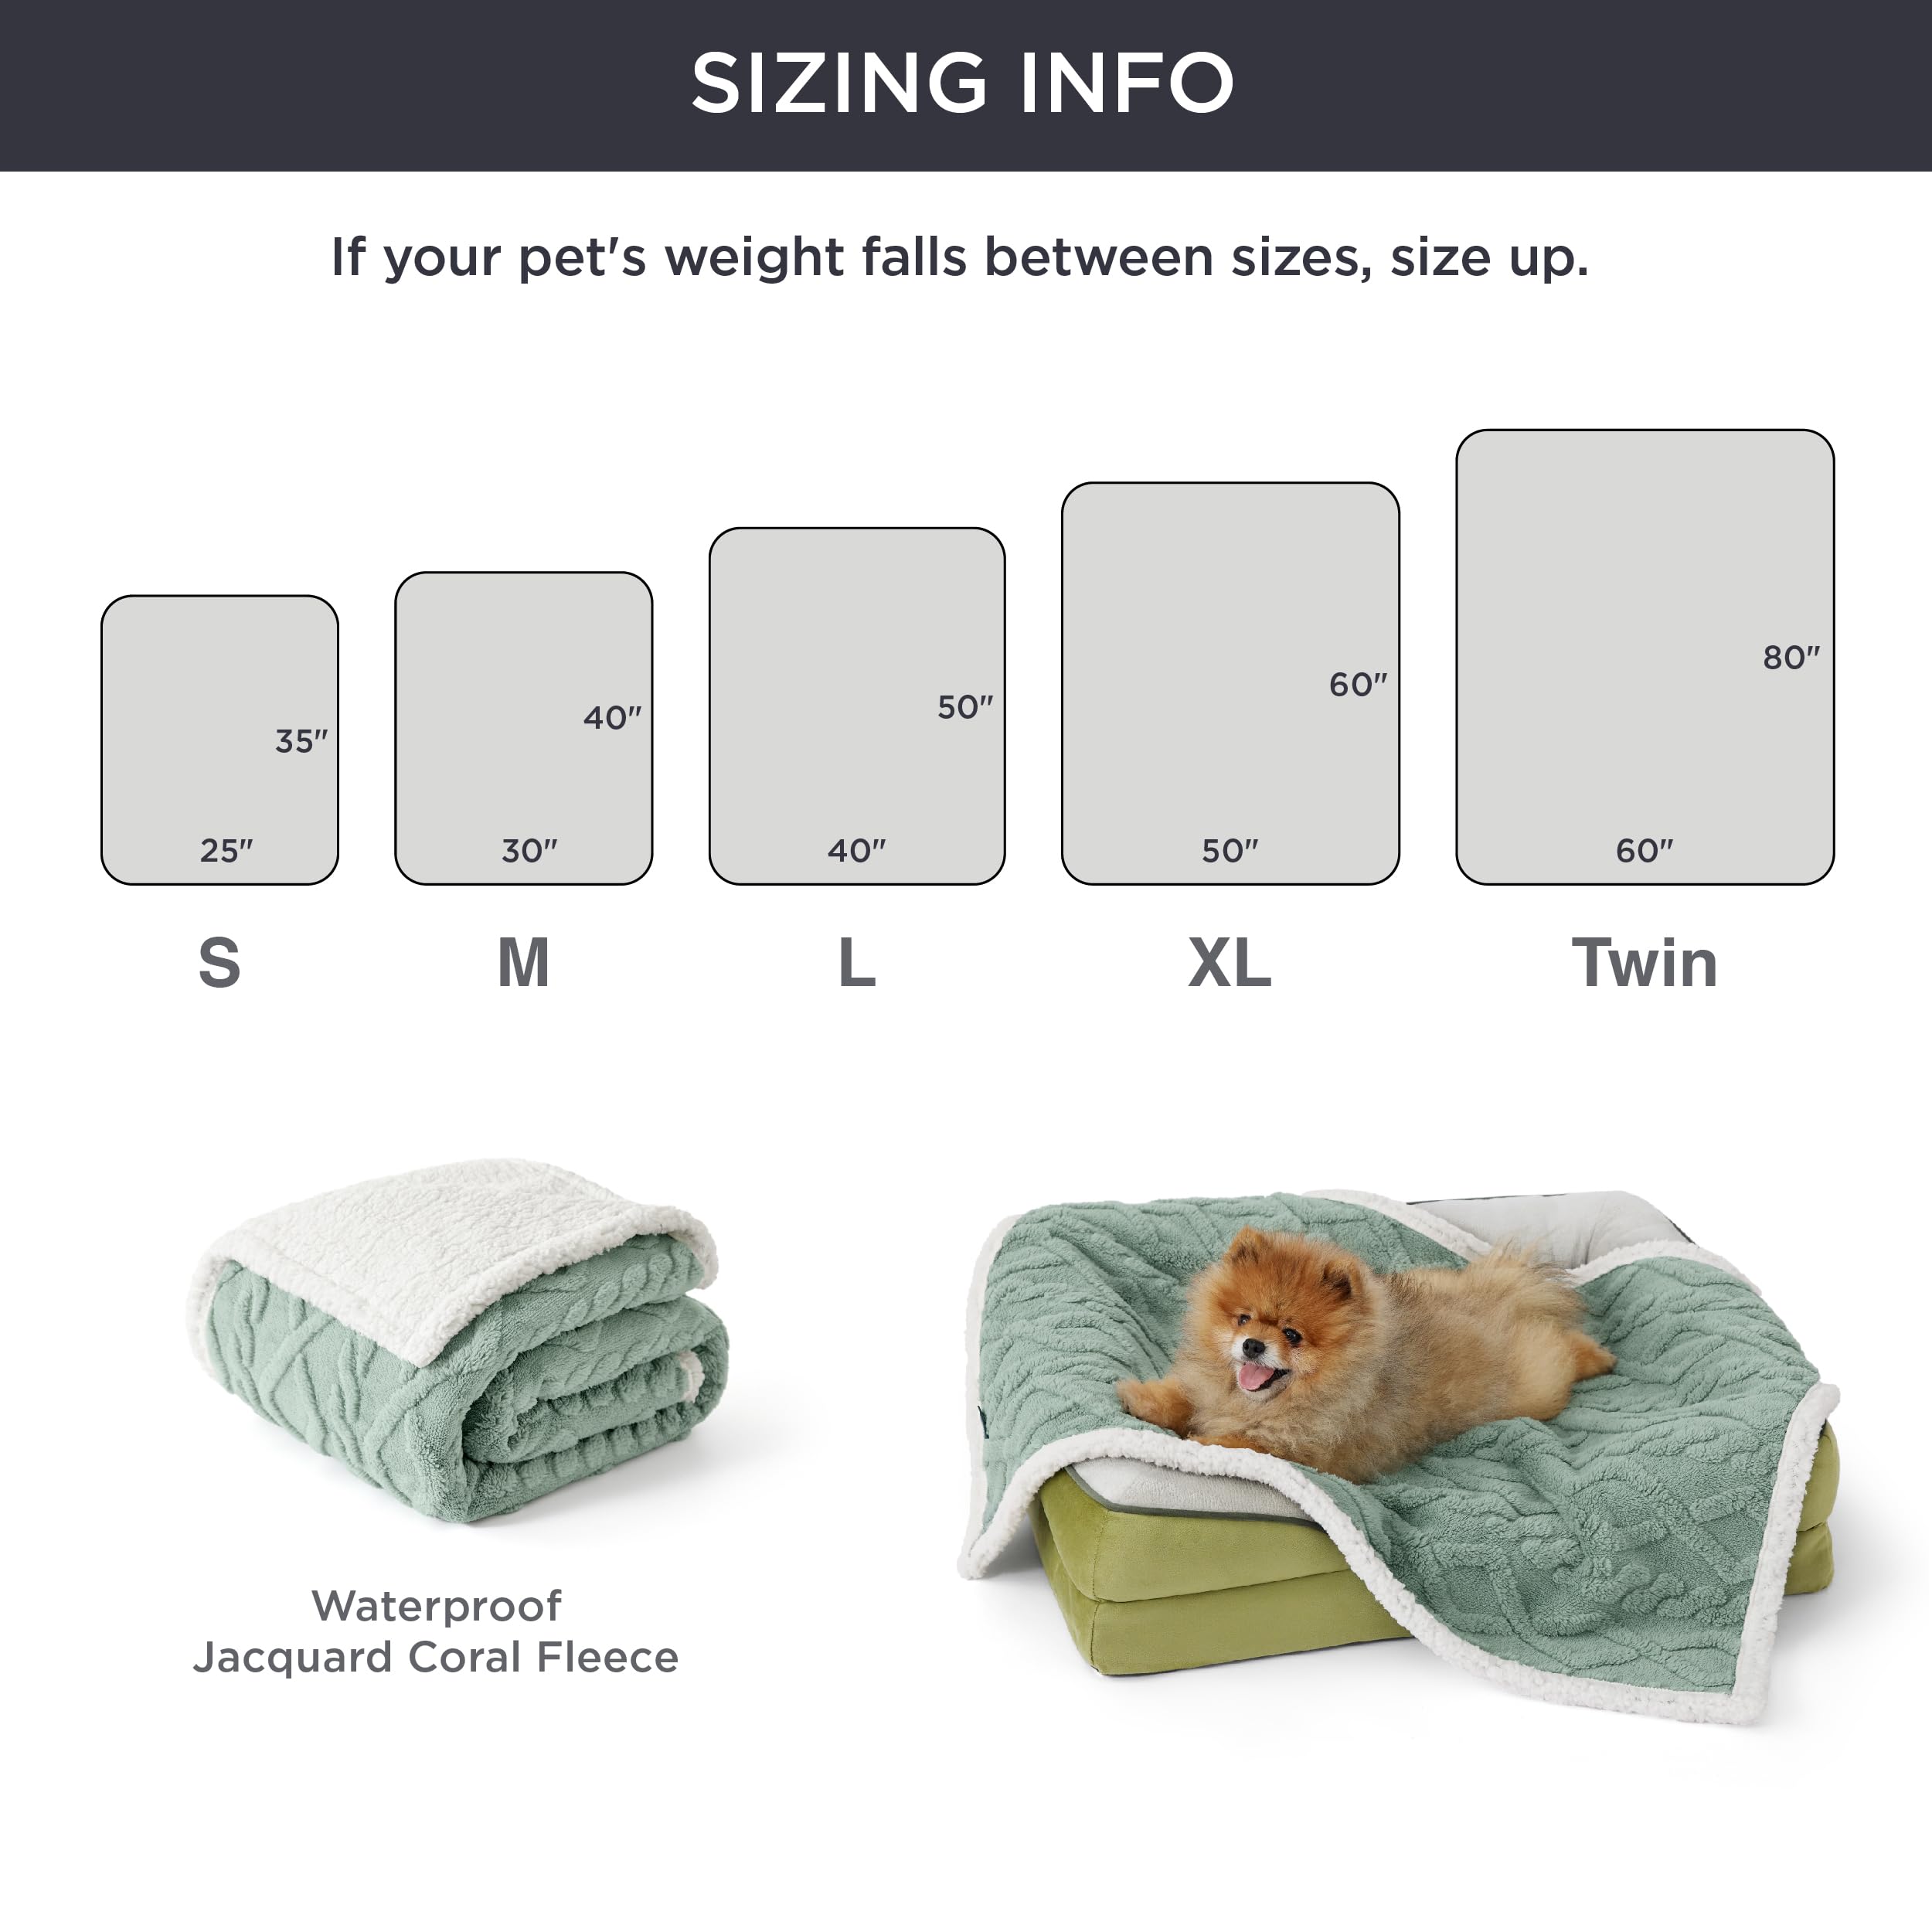 SIZING INFO
If your pet's weight falls between sizes, size up.
35"
25"
S
40"
30"
M
50"
40"
L
60"
50"
XL
80"
60"
Twin
Waterproof
Jacquard Coral Fleece